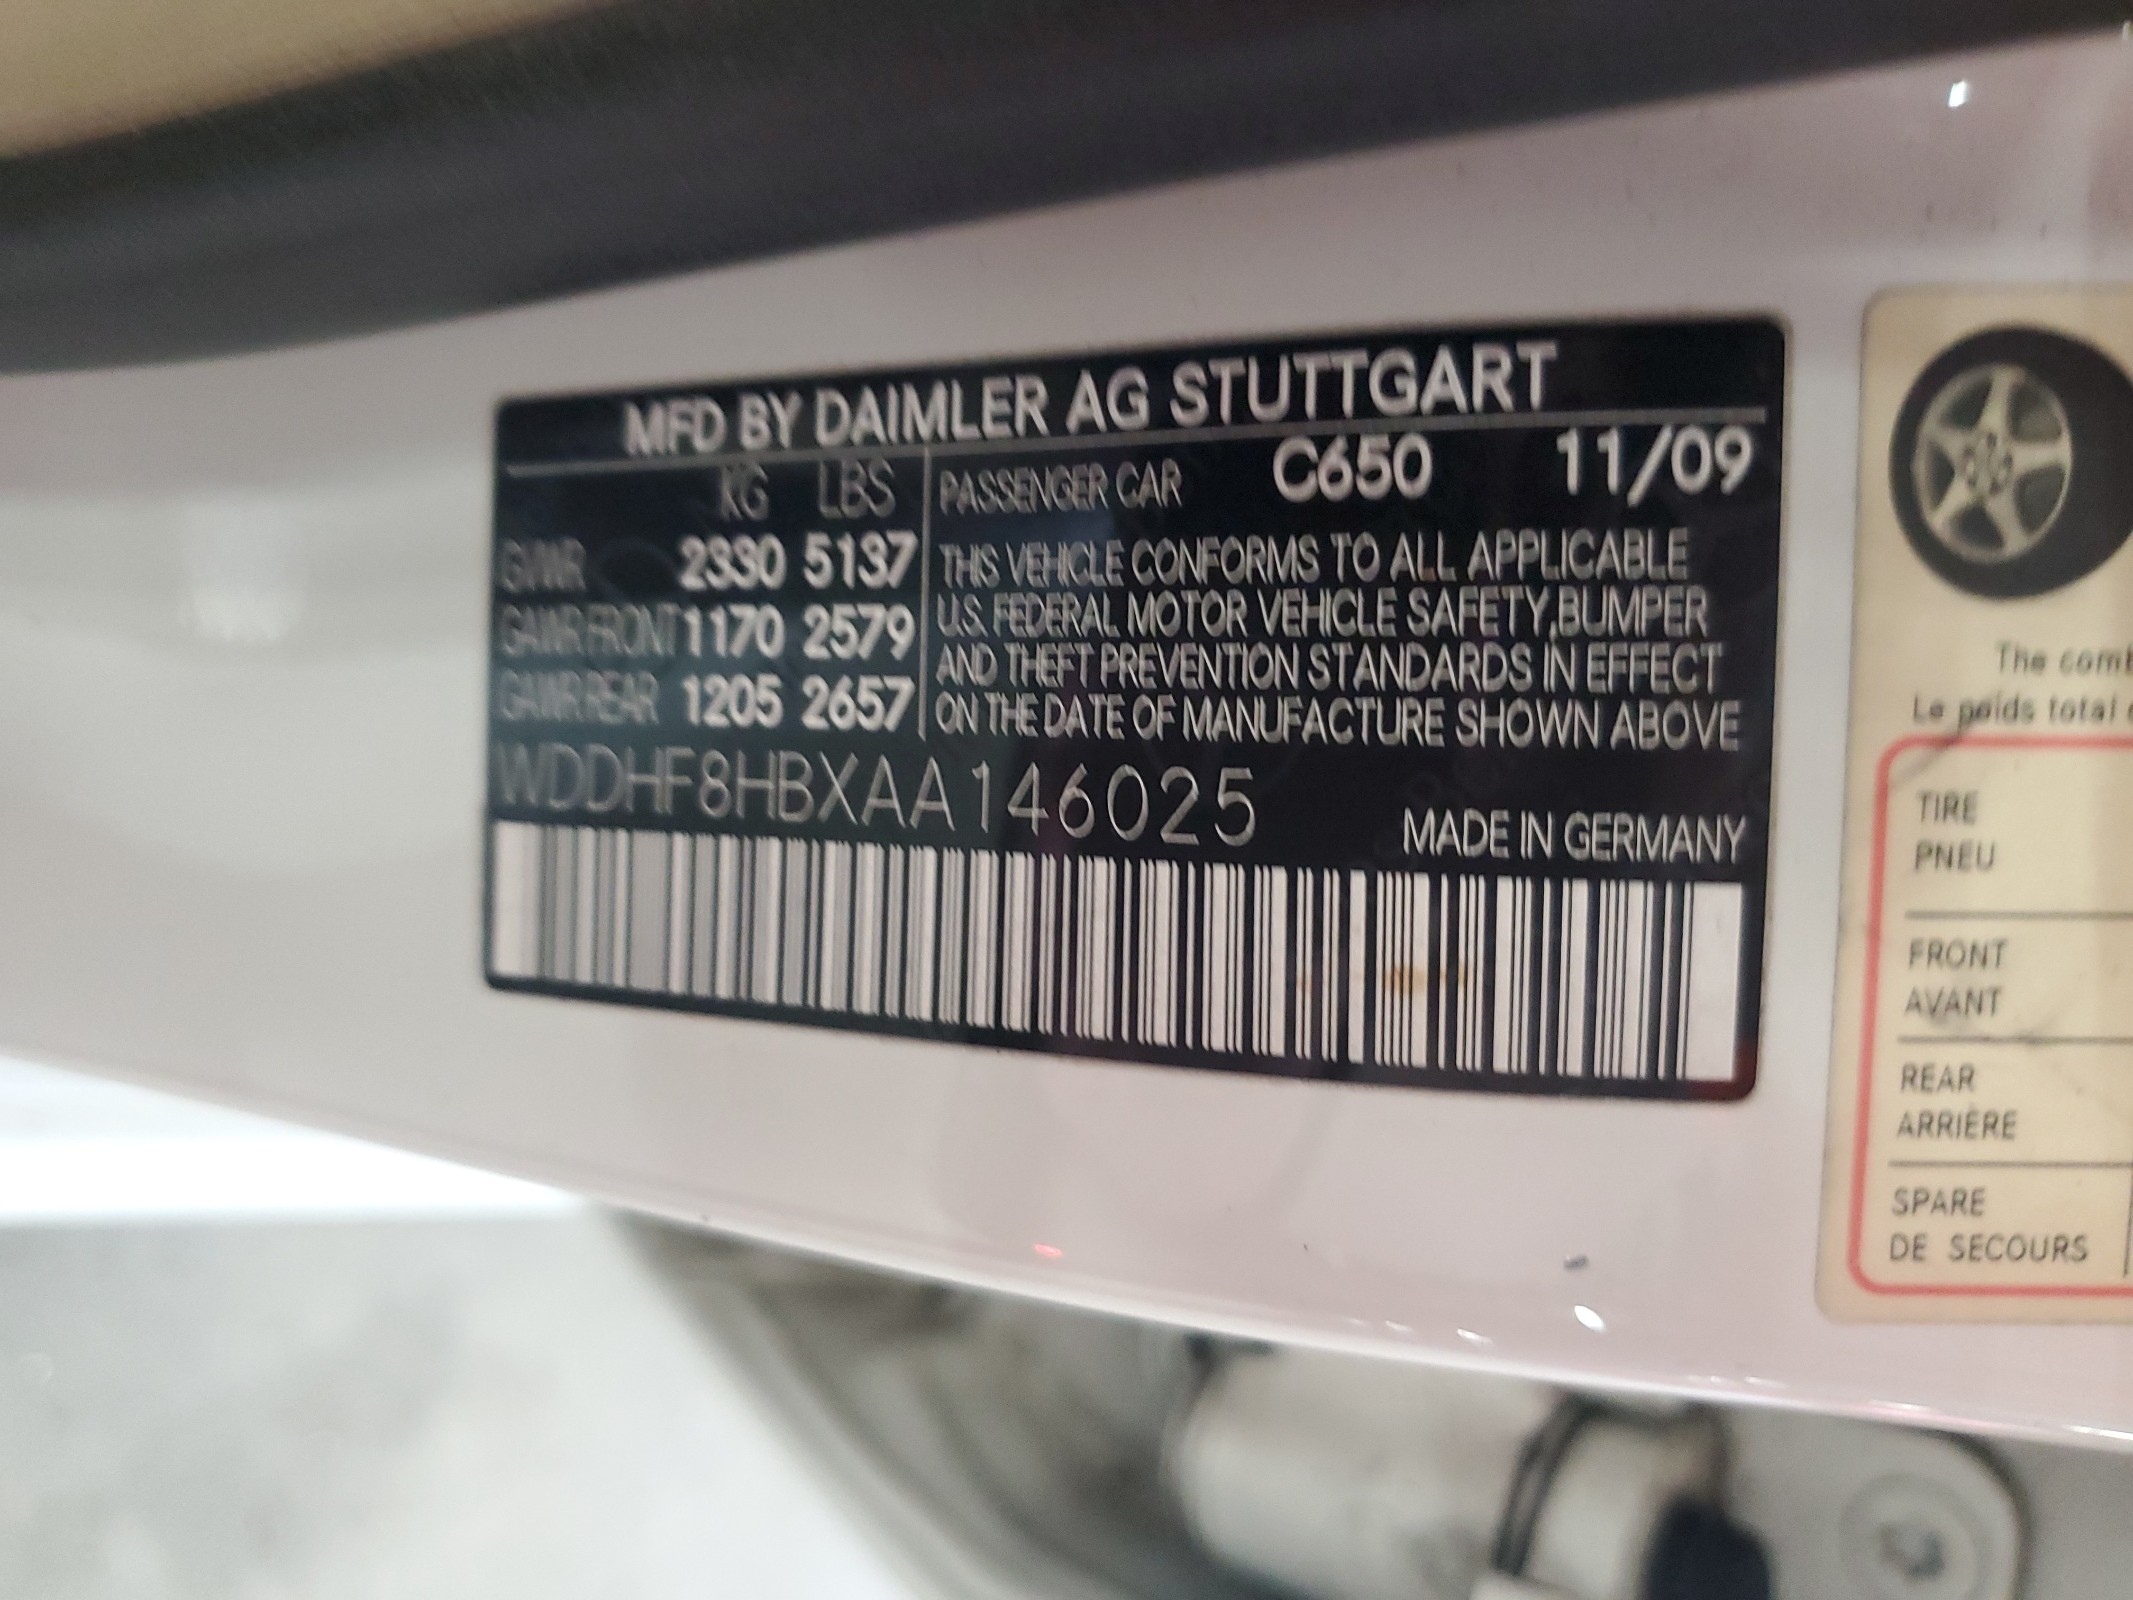 MFD BY DAIMLER AG STUTTGART
KG LBS
PASSENGER CAR C650 11/09
GVWR 2330 5137
GAWR FRONT 1170 2579
GAWR REAR 1205 2657
THIS VEHICLE CONFORMS TO ALL APPLICABLE
U.S. FEDERAL MOTOR VEHICLE SAFETY,BUMPER
AND THEFT PREVENTION STANDARDS IN EFFECT
ON THE DATE OF MANUFACTURE SHOWN ABOVE
WDDHF8HBXAA146025
MADE IN GERMANY
The comb
Le poids total
TIRE
PNEU
FRONT
AVANT
REAR
ARRIÈRE
SPARE
DE SECOURS